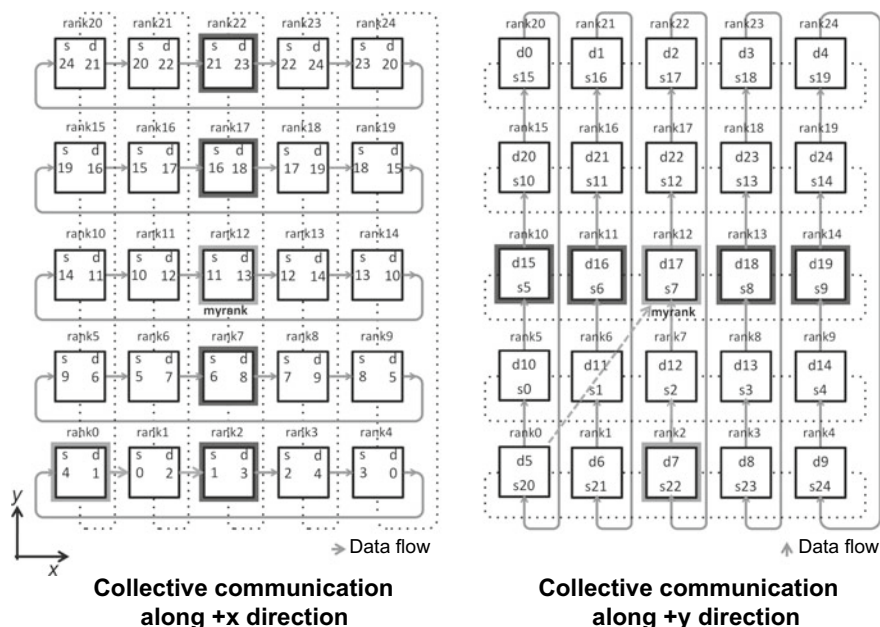 rank20 rank21 rank22 rank23 rank24
s d s d s d s d s d
24 21 20 22 21 23 22 24 23 20
rank15 rank16 rank17 rank18 rank19
s d s d s d s d s d
19 16 15 17 16 18 17 19 18 15
rank10 rank11 rank12 rank13 rank14
s d s d s d s d s d
14 11 10 12 11 13 12 14 13 10
myrank
rank5 rank6 rank7 rank8 rank9
s d s d s d s d s d
9 6 5 7 6 8 7 9 8 5
rank0 rank1 rank2 rank3 rank4
s d s d s d s d s d
4 1 0 2 1 3 2 4 3 0
y
x
Data flow
Collective communication
along +x direction
rank20 rank21 rank22 rank23 rank24
d0 d1 d2 d3 d4
s15 s16 s17 s18 s19
rank15 rank16 rank17 rank18 rank19
d20 d21 d22 d23 d24
s10 s11 s12 s13 s14
rank10 rank11 rank12 rank13 rank14
d15 d16 d17 d18 d19
s5 s6 s7 s8 s9
myrank
rank5 rank6 rank7 rank8 rank9
d10 d11 d12 d13 d14
s0 s1 s2 s3 s4
rank0 rank1 rank2 rank3 rank4
d5 d6 d7 d8 d9
s20 s21 s22 s23 s24
Data flow
Collective communication
along +y direction